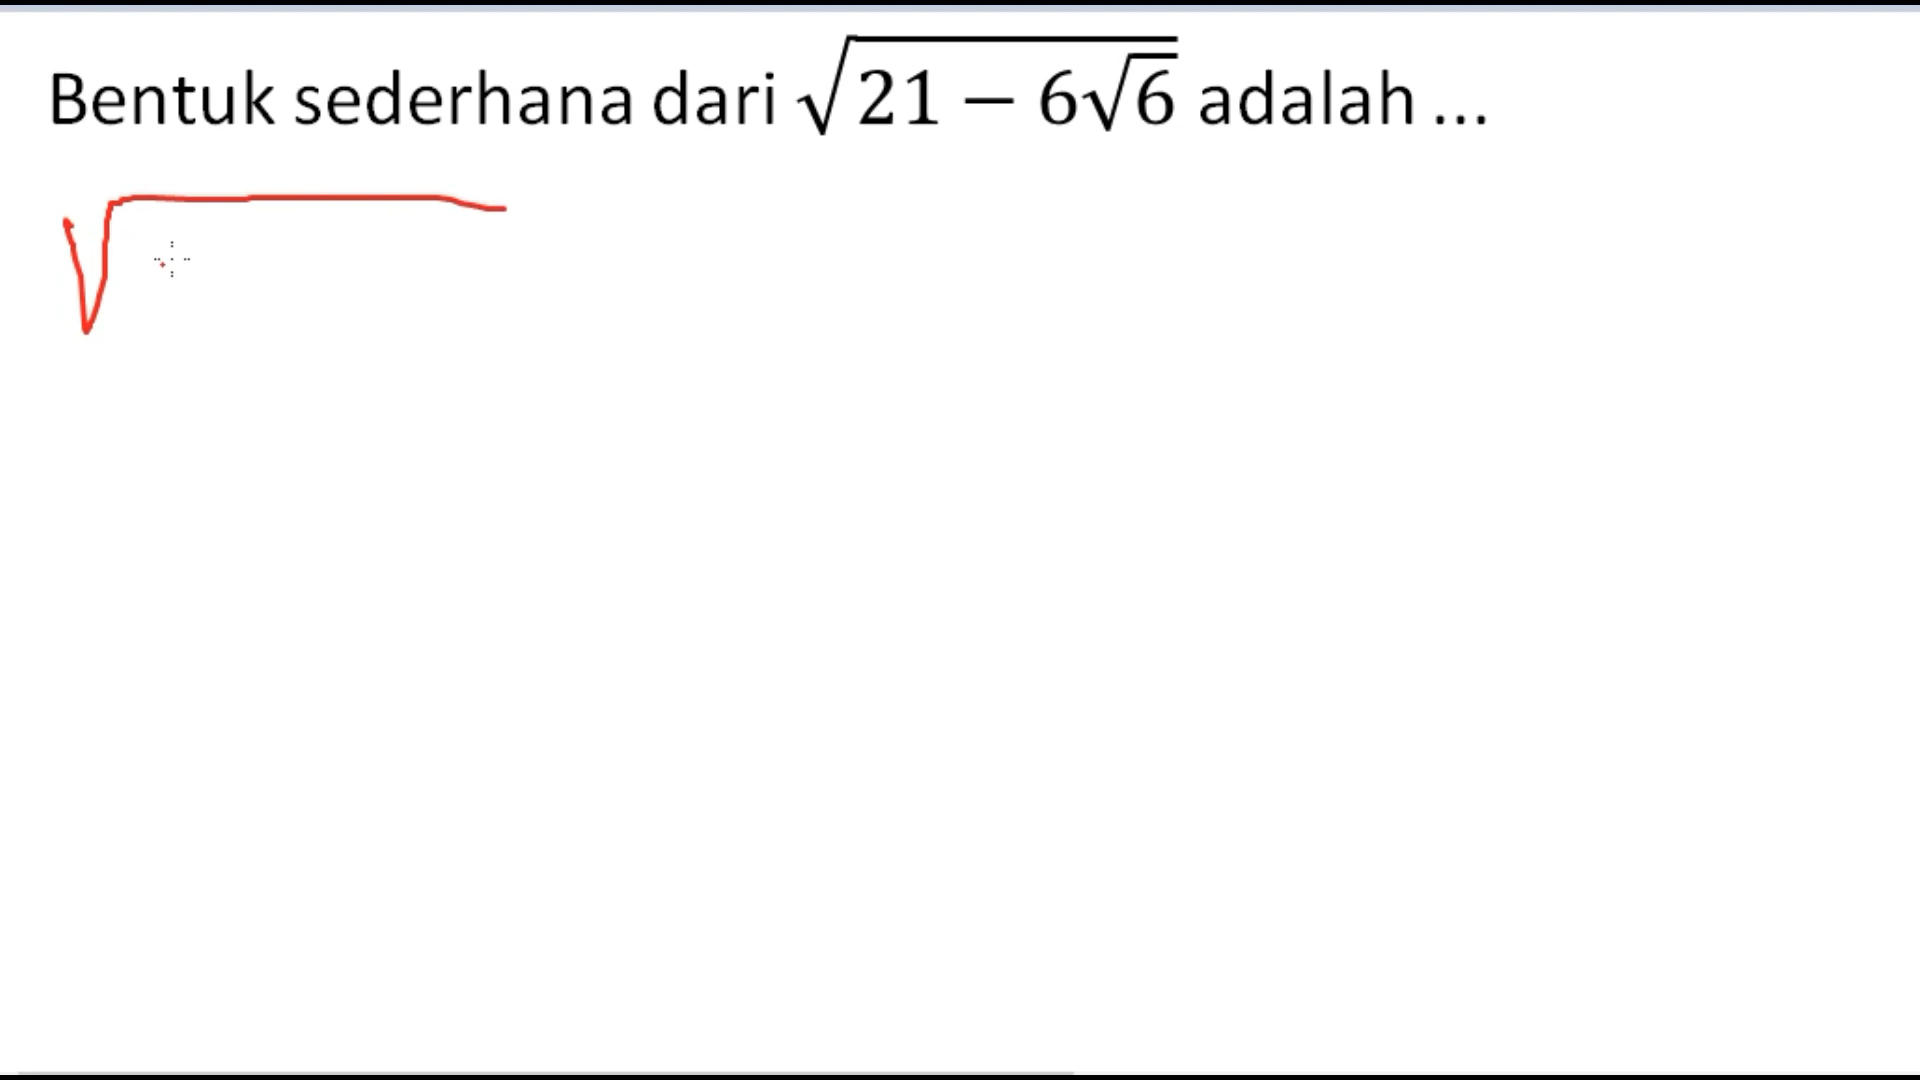 Bentuk sederhana dari √(21 − 6√6) adalah ...